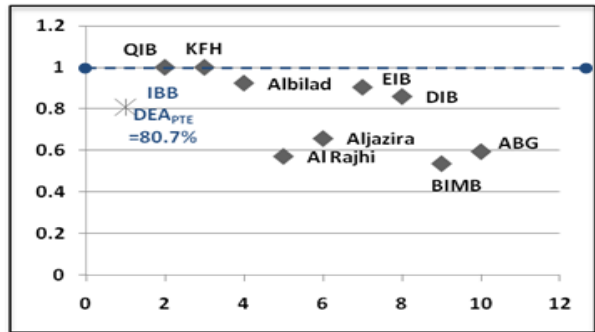 1.2
QIB KFH
1
Albilad
EIB
IBB
DIB
0.8
DEAPTE
=80.7%
Aljazira
ABG
0.6
Al Rajhi
BIMB
0.4
0.2
0
0 2 4 6 8 10 12